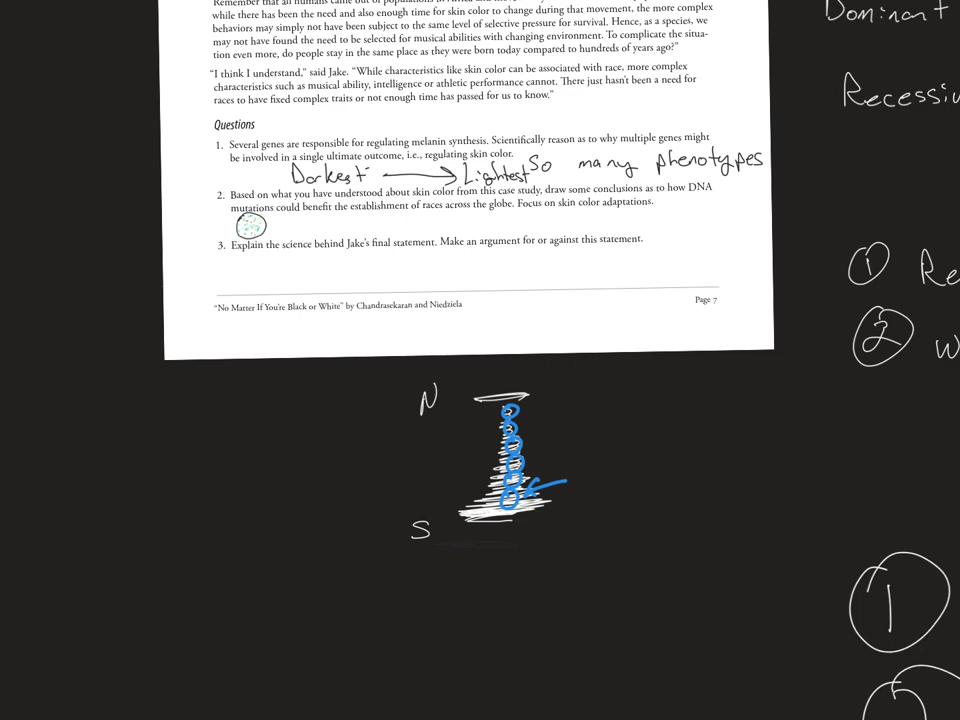 while there has been the need and also enough time for skin color to change during that movement, the more complex
behaviors may simply not have been subject to the same level of selective pressure for survival. Hence, as a species, we
may not have found the need to be selected for musical abilities with changing environment. To complicate the situa-
tion even more, do people stay in the same place as they were born today compared to hundreds of years ago?"
"I think I understand," said Jake. "While characteristics like skin color can be associated with race, more complex
characteristics such as musical ability, intelligence or athletic performance cannot. There just hasn't been a need for
races to have fixed complex traits or not enough time has passed for us to know."
Questions
1. Several genes are responsible for regulating melanin synthesis. Scientifically reason as to why multiple genes might
be involved in a single ultimate outcome, i.e., regulating skin color.
Darkest → Lightest So many phenotypes
2. Based on what you have understood about skin color from this case study, draw some conclusions as to how DNA
mutations could benefit the establishment of races across the globe. Focus on skin color adaptations.
3. Explain the science behind Jake's final statement. Make an argument for or against this statement.
"No Matter If You're Black or White" by Chandrasekaran and Niedziela
Page 7
Dominant
Recessiv
1 Re
2 W
N
S
1